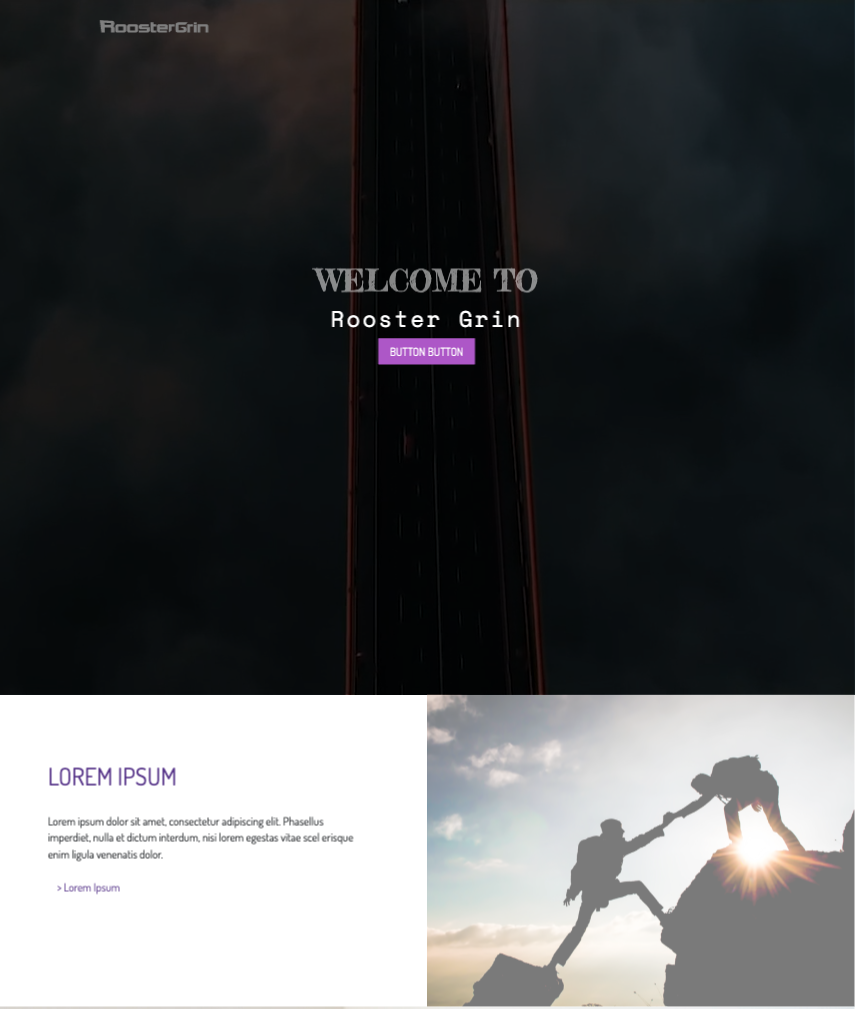 RoosterGrin
WELCOME TO
Rooster Grin
BUTTON BUTTON
LOREM IPSUM
Lorem ipsum dolor sit amet, consectetur adipiscing elit. Phasellus
imperdiet, nulla et dictum interdum, nisi lorem egestas vitae scel erisque
enim ligula venenatis dolor.
> Lorem Ipsum